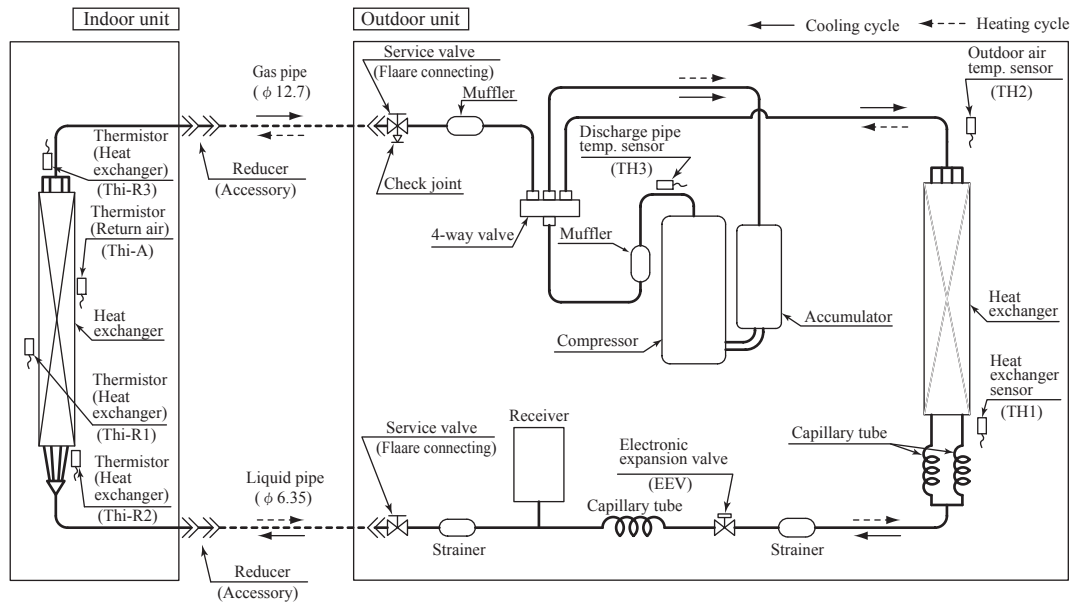 Indoor unit
Outdoor unit
Cooling cycle
Heating cycle
Service valve
(Flaare connecting)
Gas pipe
( ϕ 12.7)
Muffler
Outdoor air
temp. sensor
(TH2)
Thermistor
(Heat
exchanger)
(Thi-R3)
Reducer
(Accessory)
Check joint
Discharge pipe
temp. sensor
(TH3)
Thermistor
(Return air)
(Thi-A)
4-way valve
Muffler
Heat
exchanger
Compressor
Accumulator
Heat
exchanger
Thermistor
(Heat
exchanger)
(Thi-R1)
Heat
exchanger
sensor
(TH1)
Service valve
(Flaare connecting)
Receiver
Electronic
expansion valve
(EEV)
Capillary tube
Thermistor
(Heat
exchanger)
(Thi-R2)
Liquid pipe
( ϕ 6.35)
Capillary tube
Strainer
Strainer
Reducer
(Accessory)